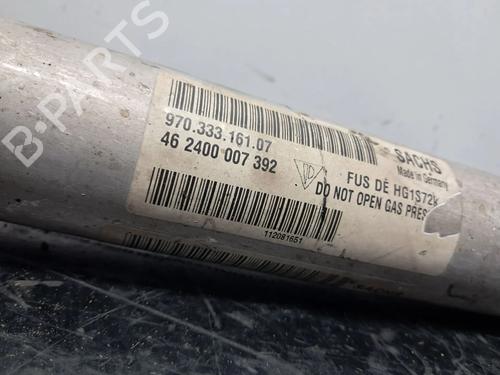 970.333.161.07
46 2400 007 392
SACHS
Made in Germany
FUS DE HG1S72K
DO NOT OPEN GAS PRES
112081651
B-Parts